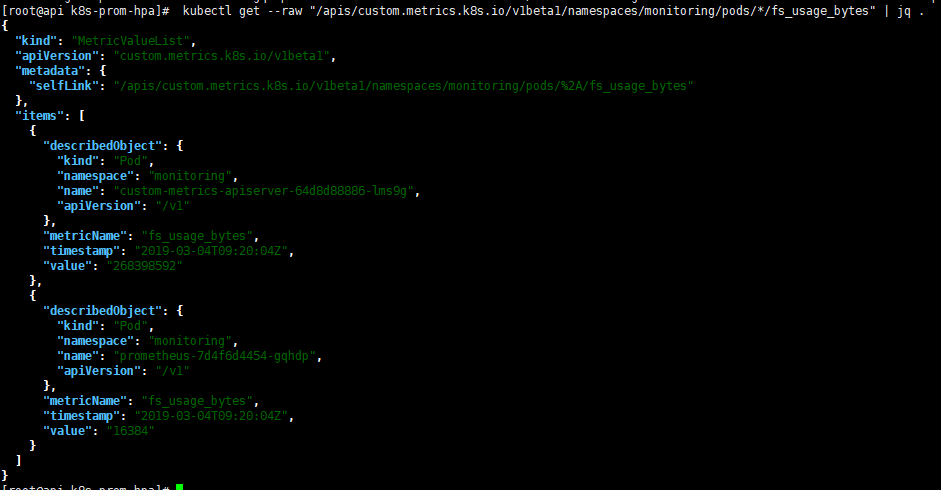 [root@api k8s-prom-hpa]#  kubectl get --raw "/apis/custom.metrics.k8s.io/v1beta1/namespaces/monitoring/pods/*/fs_usage_bytes" | jq .
{
  "kind": "MetricValueList",
  "apiVersion": "custom.metrics.k8s.io/v1beta1",
  "metadata": {
    "selfLink": "/apis/custom.metrics.k8s.io/v1beta1/namespaces/monitoring/pods/%2A/fs_usage_bytes"
  },
  "items": [
    {
      "describedObject": {
        "kind": "Pod",
        "namespace": "monitoring",
        "name": "custom-metrics-apiserver-64d8d88886-lms9g",
        "apiVersion": "/v1"
      },
      "metricName": "fs_usage_bytes",
      "timestamp": "2019-03-04T09:20:04Z",
      "value": "268398592"
    },
    {
      "describedObject": {
        "kind": "Pod",
        "namespace": "monitoring",
        "name": "prometheus-7d4f6d4454-gqhdp",
        "apiVersion": "/v1"
      },
      "metricName": "fs_usage_bytes",
      "timestamp": "2019-03-04T09:20:04Z",
      "value": "16384"
    }
  ]
}
[root@api k8s-prom-hpa]#